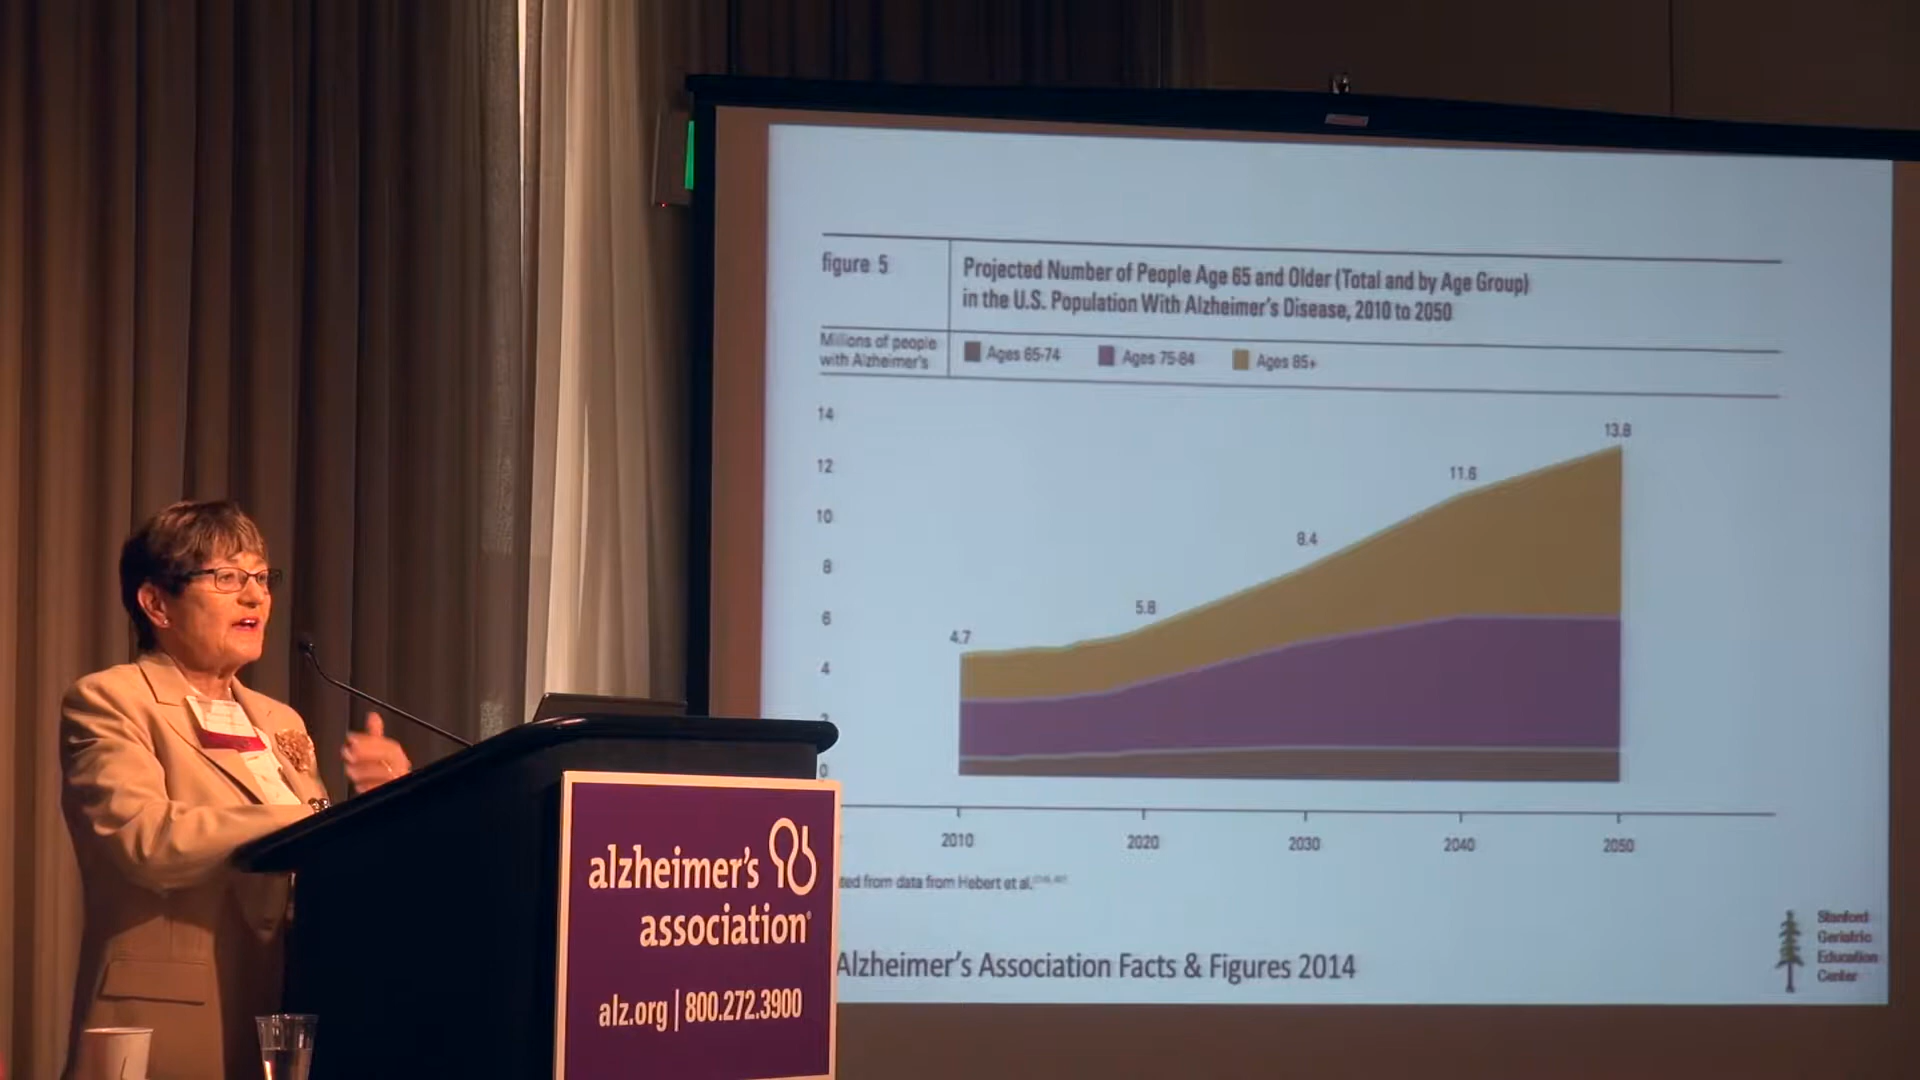 figure 5
Projected Number of People Age 65 and Older (Total and by Age Group)
in the U.S. Population With Alzheimer's Disease, 2010 to 2050
Millions of people
with Alzheimer's
Ages 65-74
Ages 75-84
Ages 85+
14
12
10
8
6
4
2
0
4.7
5.8
8.4
11.6
13.8
2010
2020
2030
2040
2050
from data from Hebert et al.
Alzheimer's Association Facts & Figures 2014
Stanford
Geriatric
Education
Center
alzheimer's
association®
alz.org | 800.272.3900